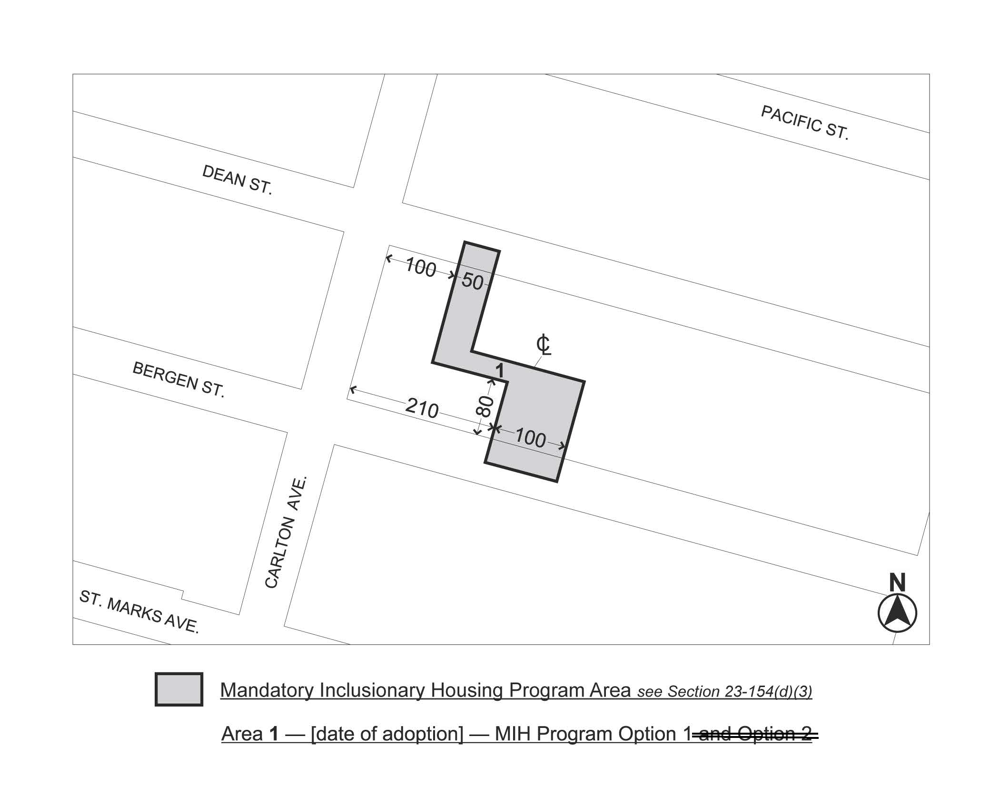 PACIFIC ST.
DEAN ST.
100
50
℄
BERGEN ST.
1
210
80
100
CARLTON AVE.
N
ST. MARKS AVE.
Mandatory Inclusionary Housing Program Area see Section 23-154(d)(3)
Area 1 — [date of adoption] — MIH Program Option 1 and Option 2